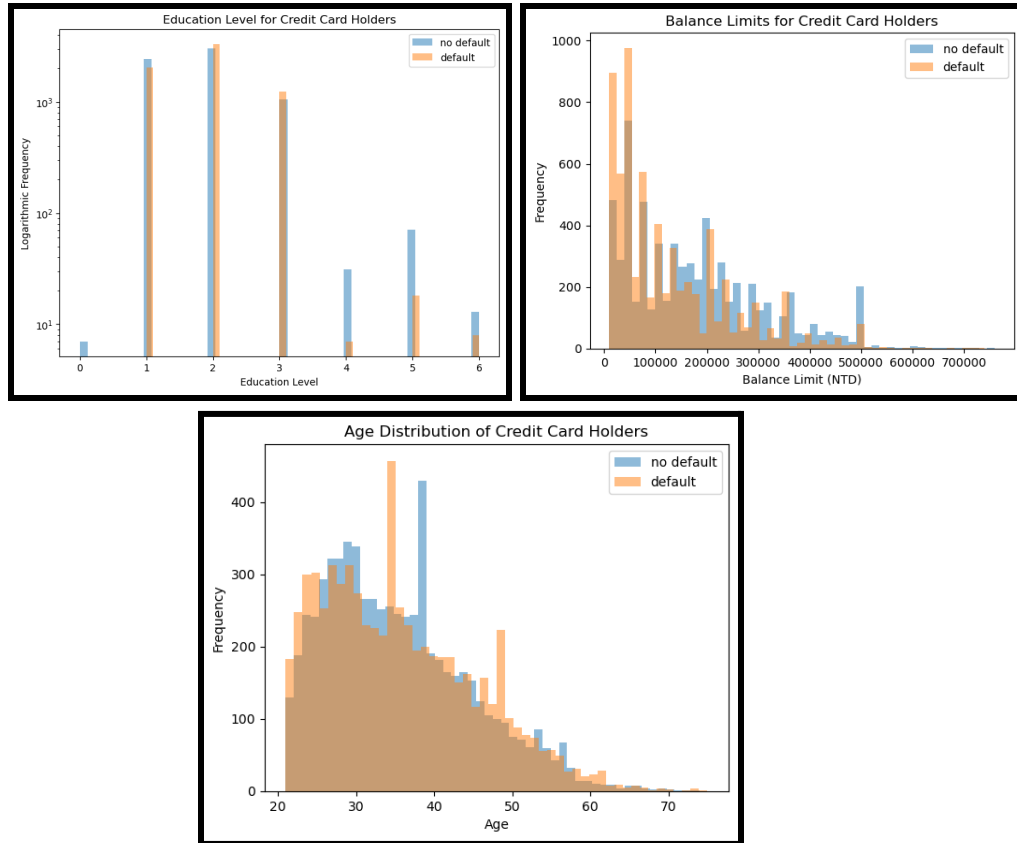 Education Level for Credit Card Holders
no default
default
10³
10²
10¹
Logarithmic Frequency
0 1 2 3 4 5 6
Education Level
Balance Limits for Credit Card Holders
no default
default
1000
800
600
400
200
0
Frequency
0 100000 200000 300000 400000 500000 600000 700000
Balance Limit (NTD)
Age Distribution of Credit Card Holders
no default
default
400
300
200
100
0
Frequency
20 30 40 50 60 70
Age